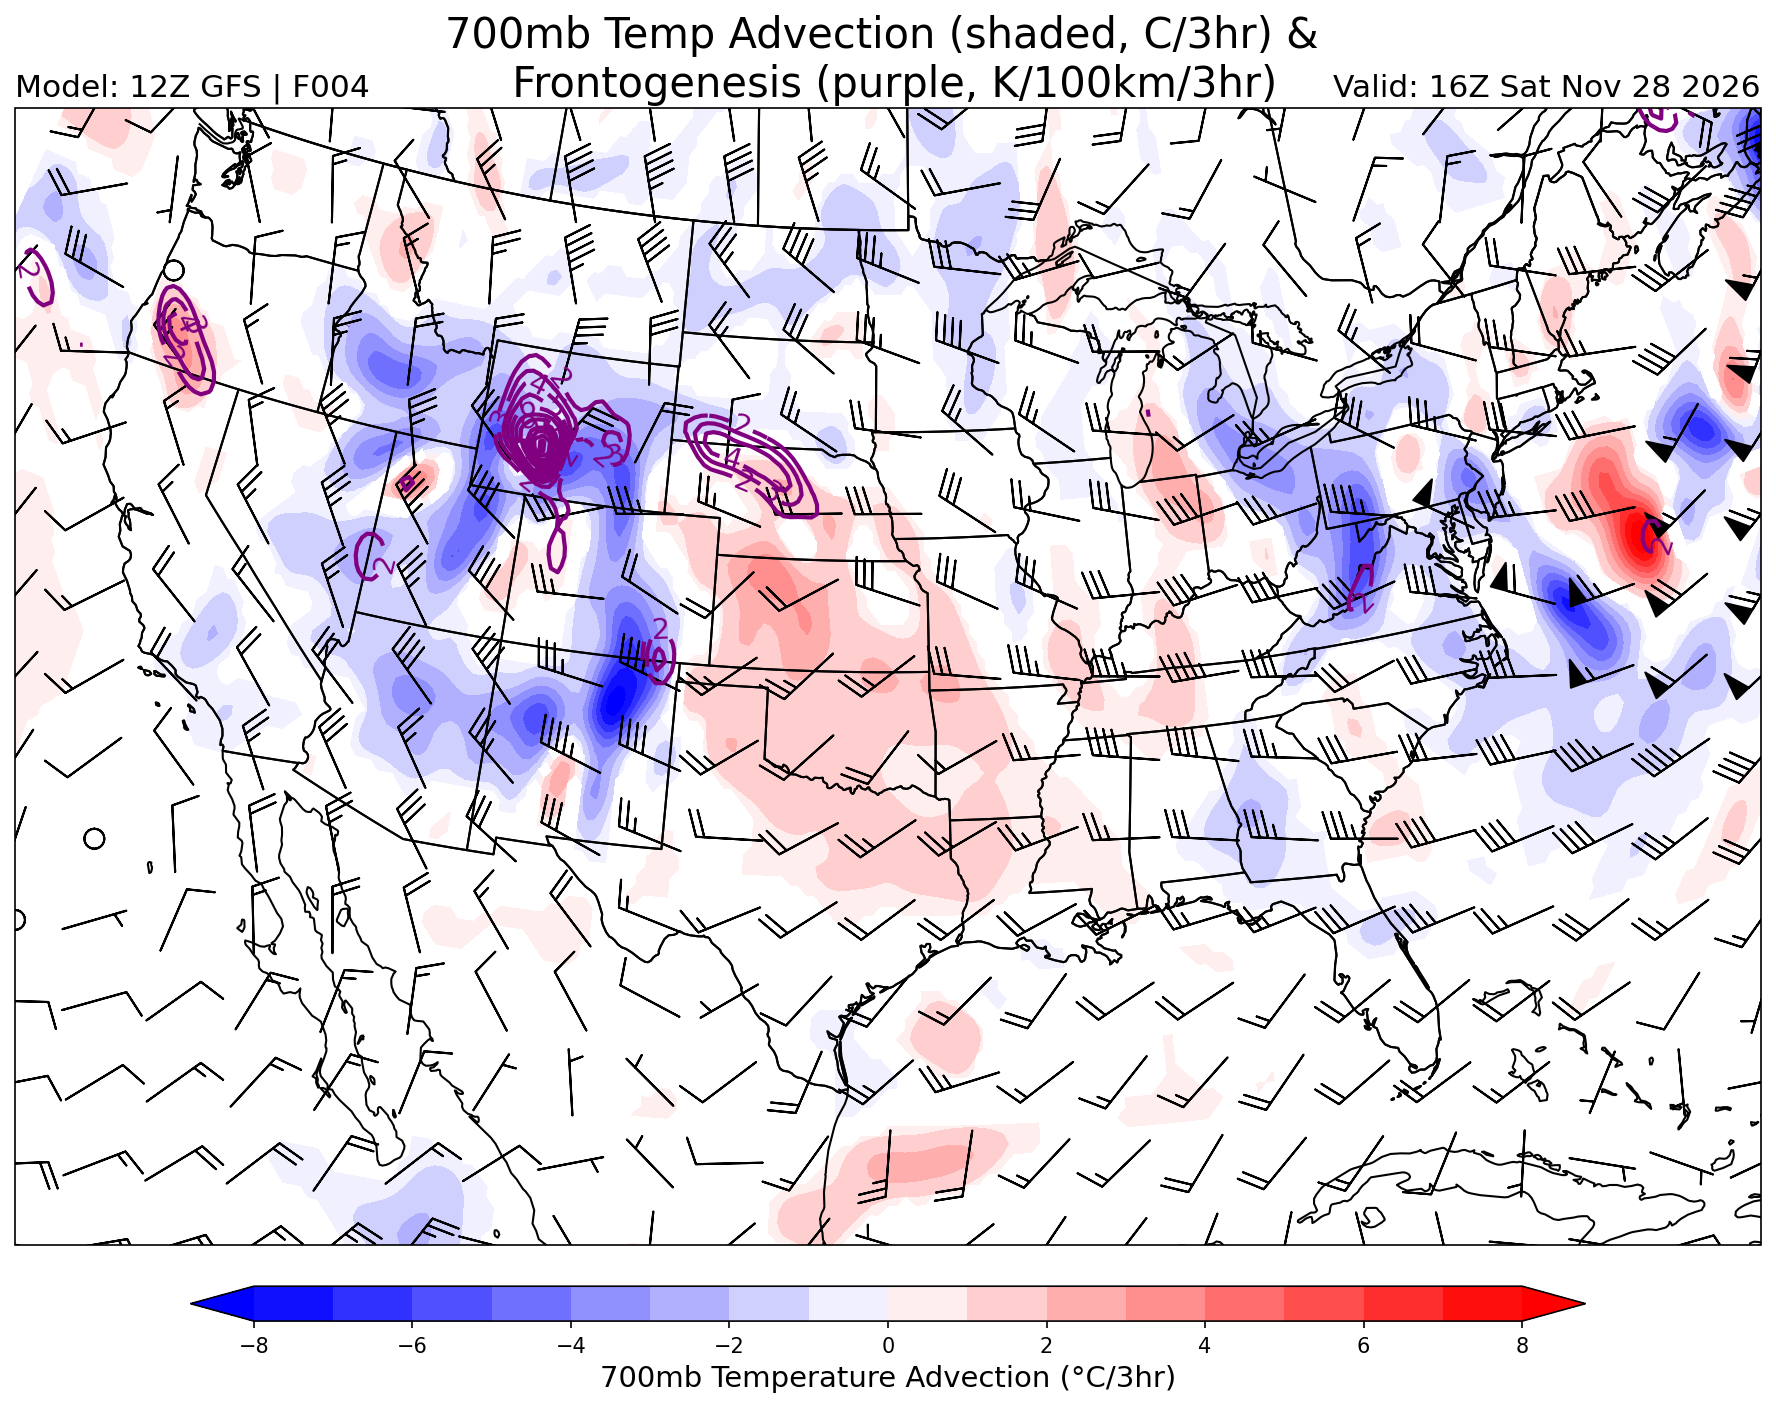 700mb Temp Advection (shaded, C/3hr) &
Model: 12Z GFS | F004
Frontogenesis (purple, K/100km/3hr)
Valid: 16Z Sat Nov 28 2026
−8
−6
−4
−2
0
2
4
6
8
700mb Temperature Advection (°C/3hr)